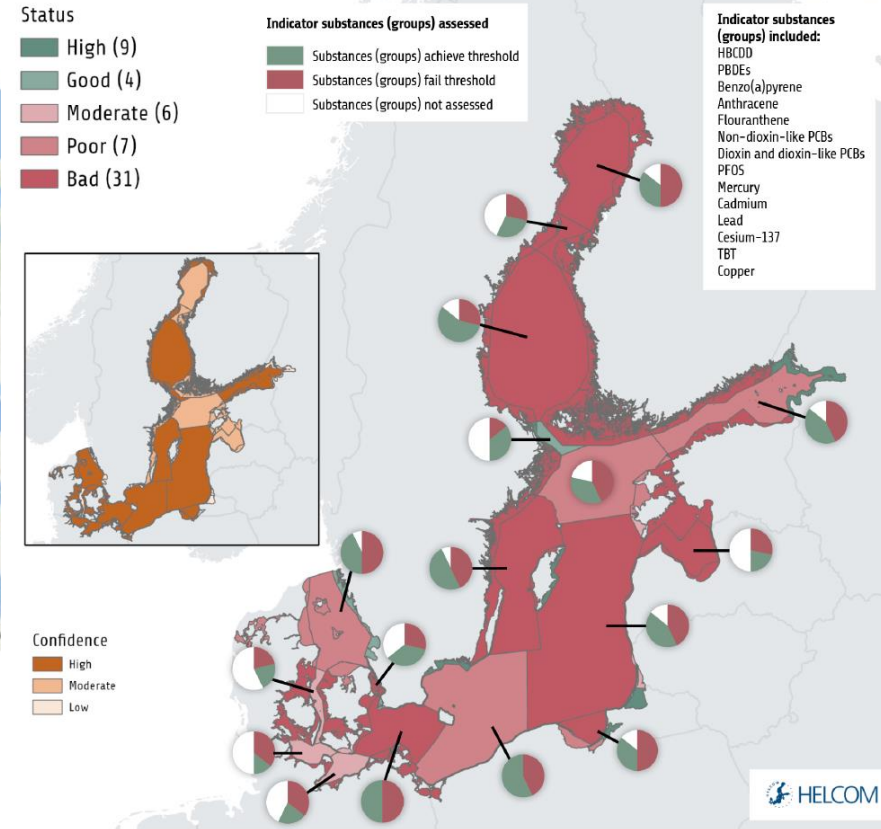 Status
High (9)
Good (4)
Moderate (6)
Poor (7)
Bad (31)
Indicator substances (groups) assessed
Substances (groups) achieve threshold
Substances (groups) fail threshold
Substances (groups) not assessed
Indicator substances
(groups) included:
HBCDD
PBDEs
Benzo(a)pyrene
Anthracene
Flouranthene
Non-dioxin-like PCBs
Dioxin and dioxin-like PCBs
PFOS
Mercury
Cadmium
Lead
Cesium-137
TBT
Copper
Confidence
High
Moderate
Low
HELCOM